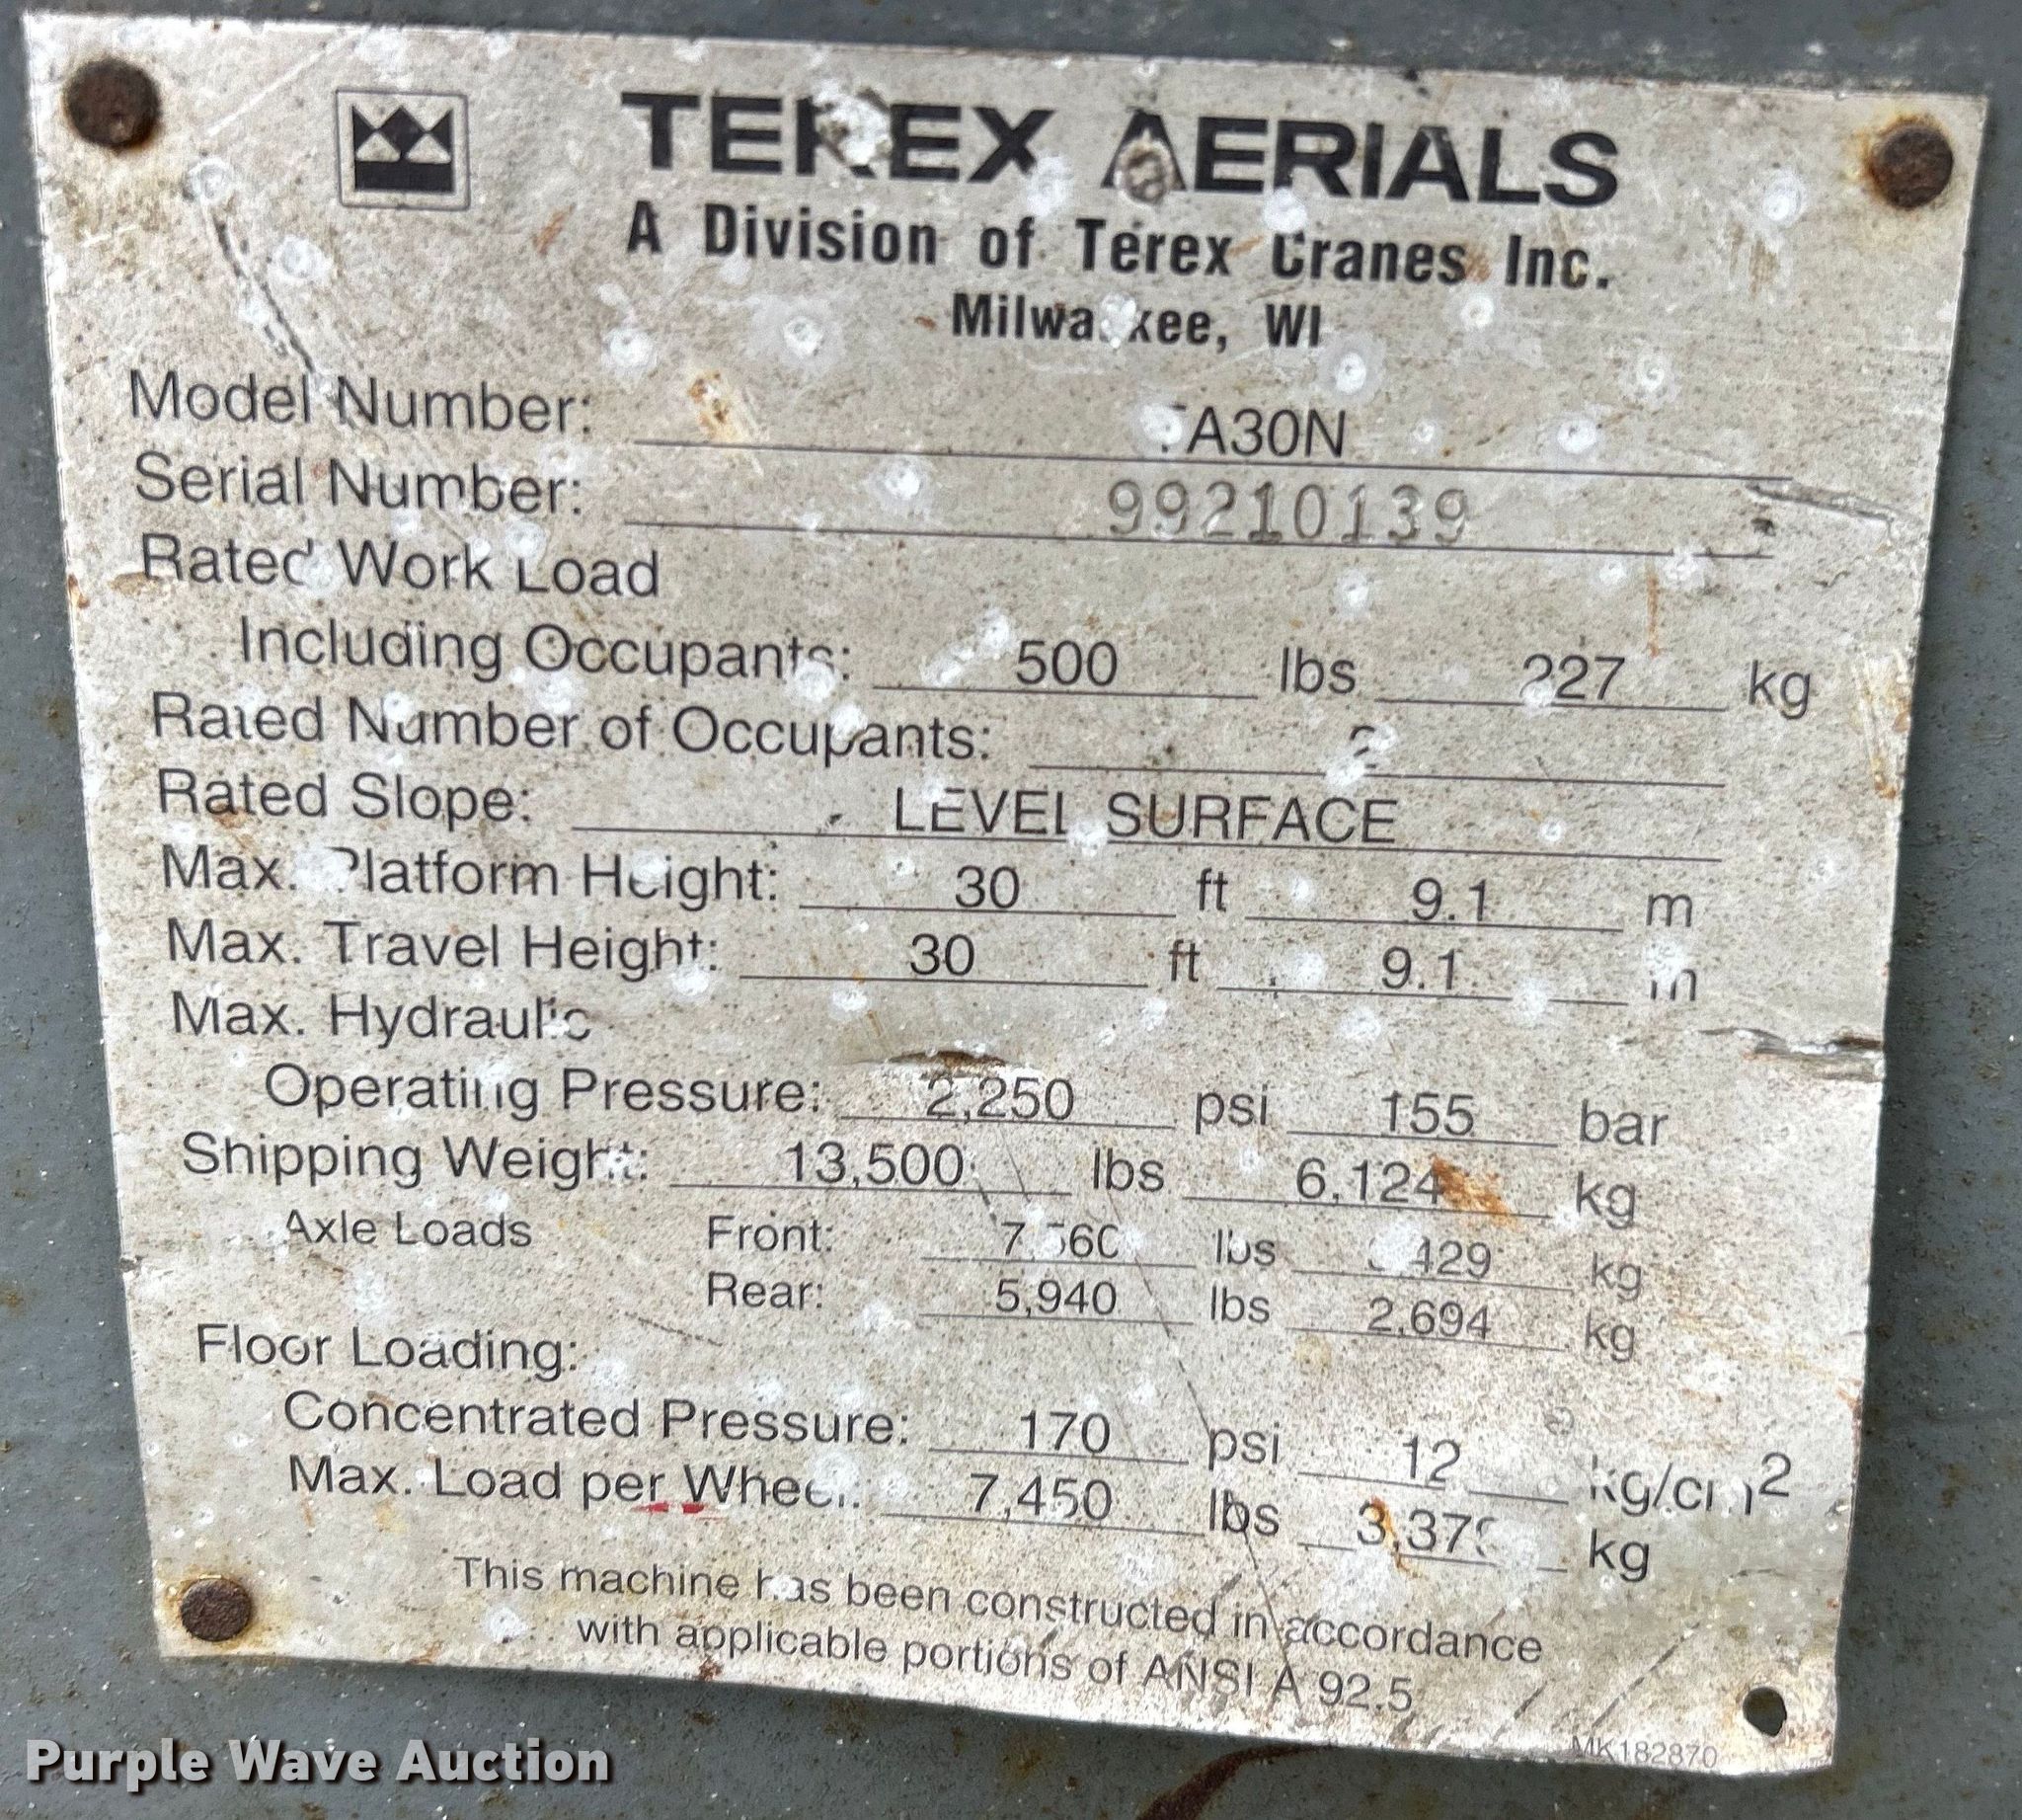 TEREX AERIALS
A Division of Terex Cranes Inc.
Milwaukee, WI
Model Number: TA30N
Serial Number: 99210139
Rated Work Load
Including Occupants: 500 lbs 227 kg
Rated Number of Occupants: 2
Rated Slope: LEVEL SURFACE
Max. Platform Height: 30 ft 9.1 m
Max. Travel Height: 30 ft 9.1 m
Max. Hydraulic
Operating Pressure: 2,250 psi 155 bar
Shipping Weight: 13,500 lbs 6,124 kg
Axle Loads Front: 7,560 lbs kg
Rear: 5,940 lbs 2,694 kg
Floor Loading:
Concentrated Pressure: 170 psi 12 kg/cm2
Max. Load per Wheel: 7,450 lbs kg
This machine has been constructed in accordance
with applicable portions of ANSI A 92.5
MK182870
Purple Wave Auction